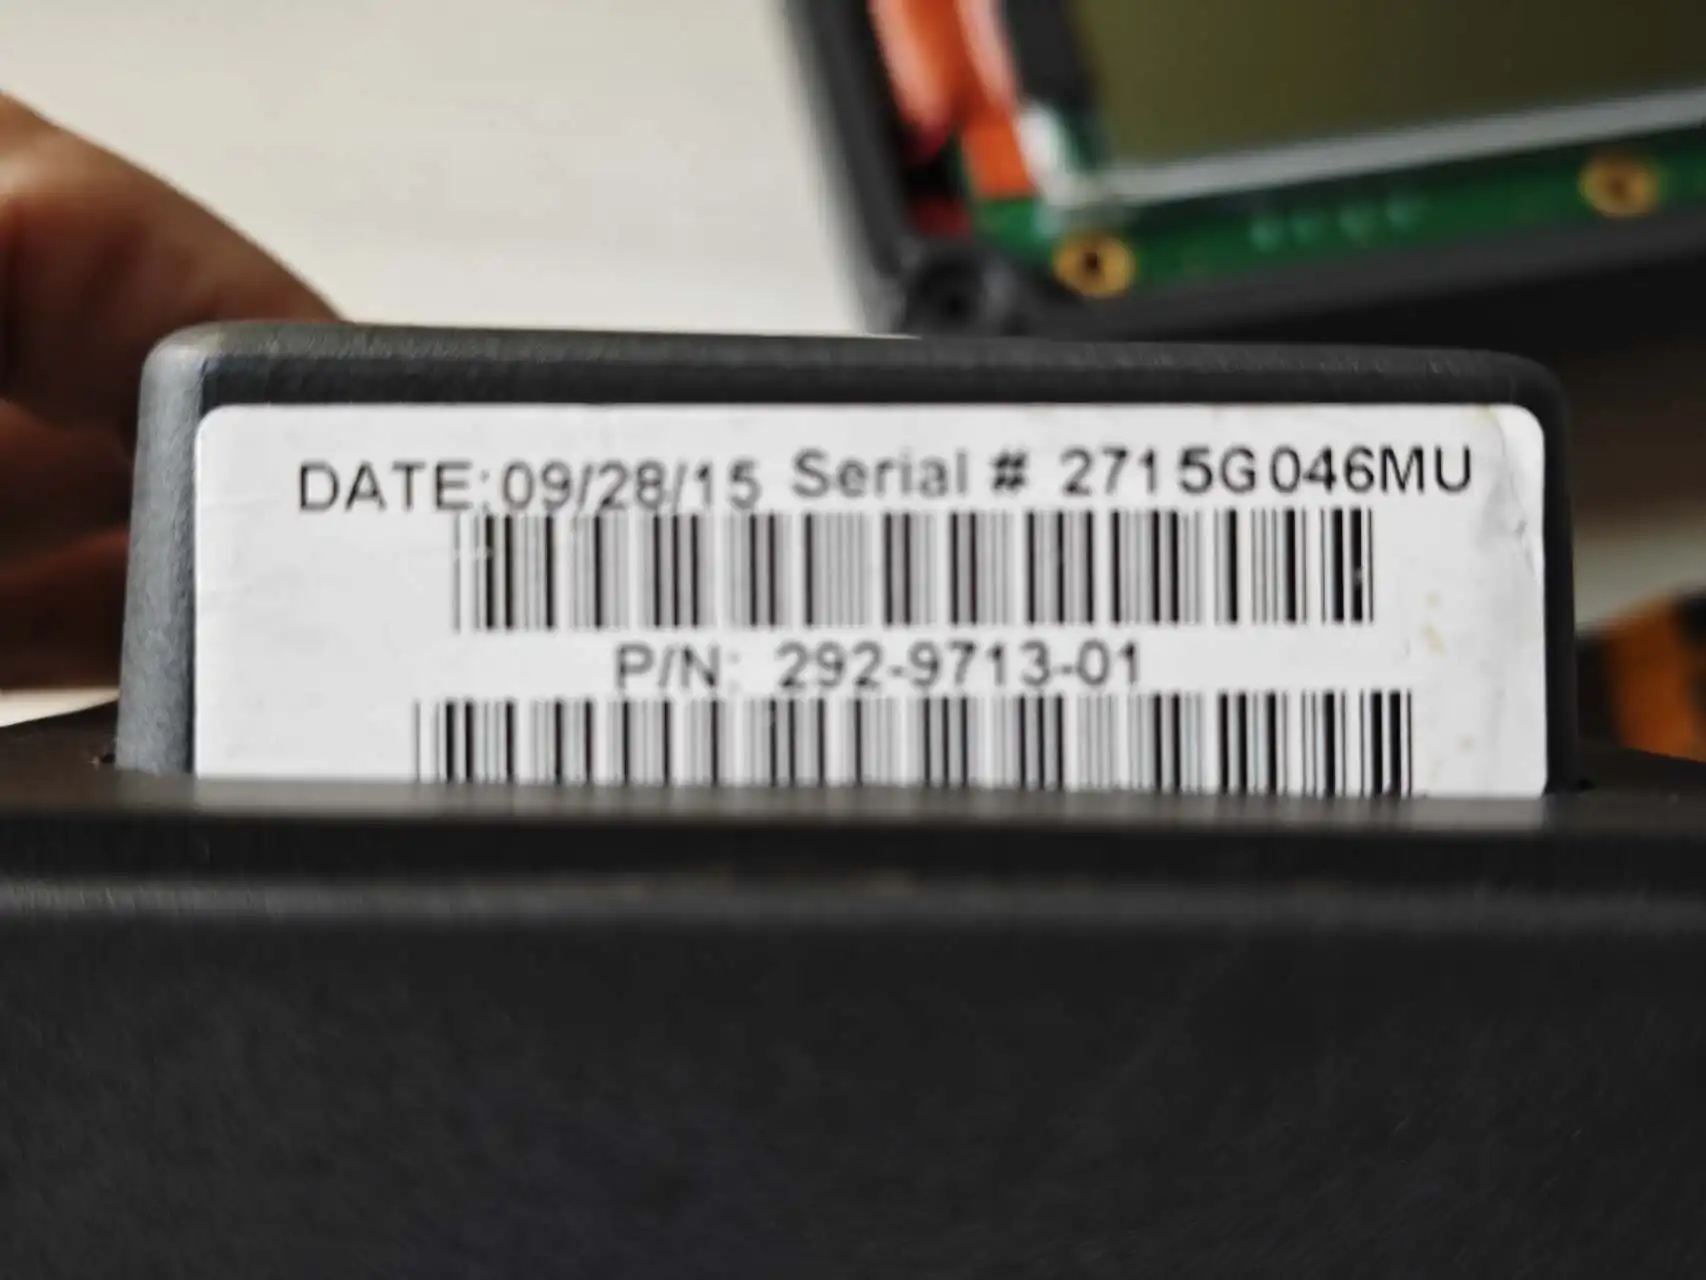 DATE:09/28/15 Serial # 2715G046MU
P/N: 292-9713-01